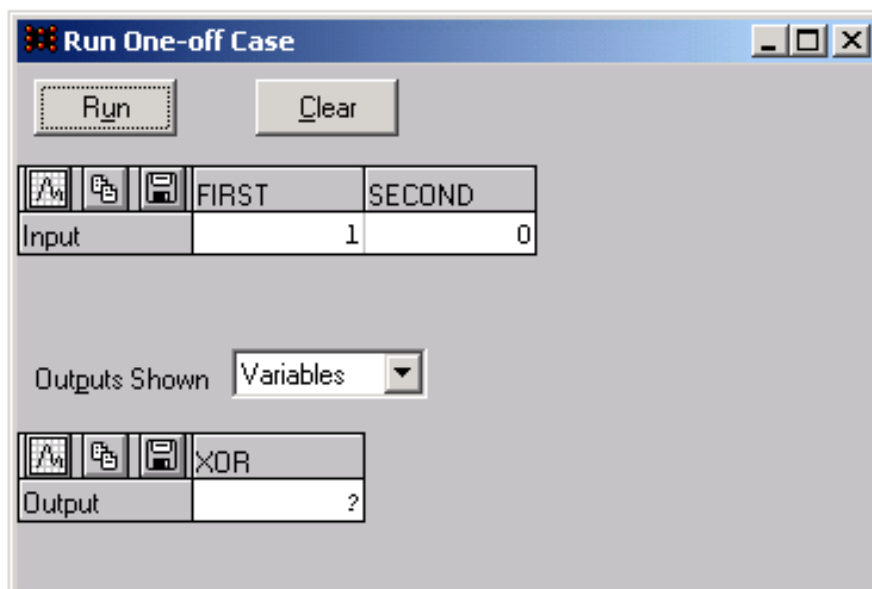 Run One-off Case
Run Clear
FIRST SECOND
Input 1 0
Outputs Shown Variables
XOR
Output ?